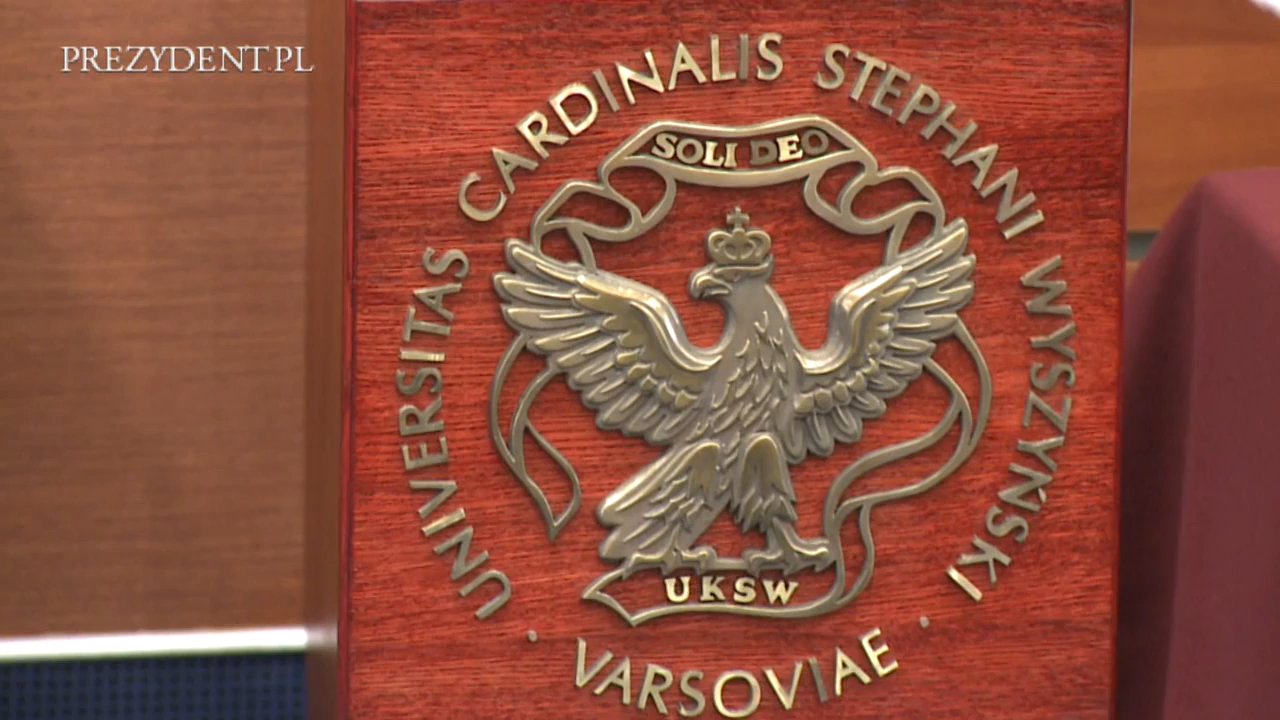 PREZYDENT.PL
UNIVERSITAS CARDINALIS STEPHANI WYSZYŃSKI
SOLI DEO
UKSW
· VARSOVIAE ·